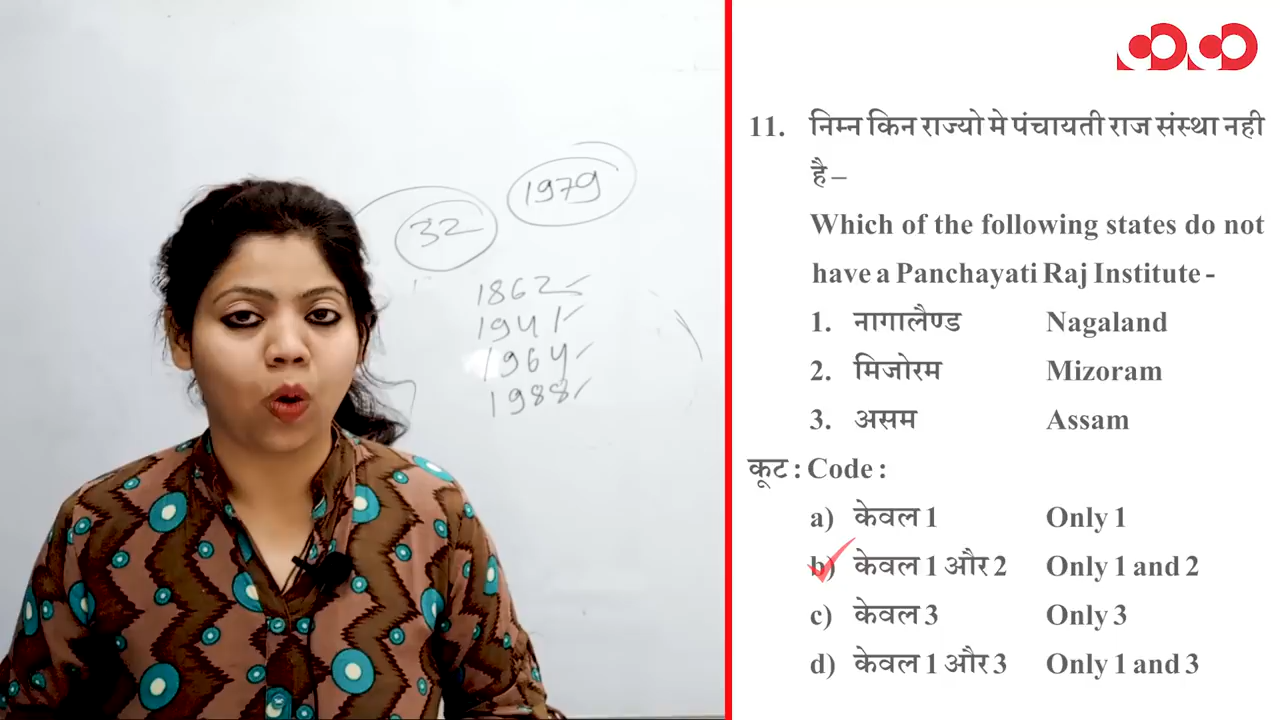 32
1979
1862
1941
1964
1988
11. निम्न किन राज्यो मे पंचायती राज संस्था नही
है –
Which of the following states do not
have a Panchayati Raj Institute -
1. नागालैण्ड Nagaland
2. मिजोरम Mizoram
3. असम Assam
कूट : Code :
a) केवल 1 Only 1
b) केवल 1 और 2 Only 1 and 2
c) केवल 3 Only 3
d) केवल 1 और 3 Only 1 and 3